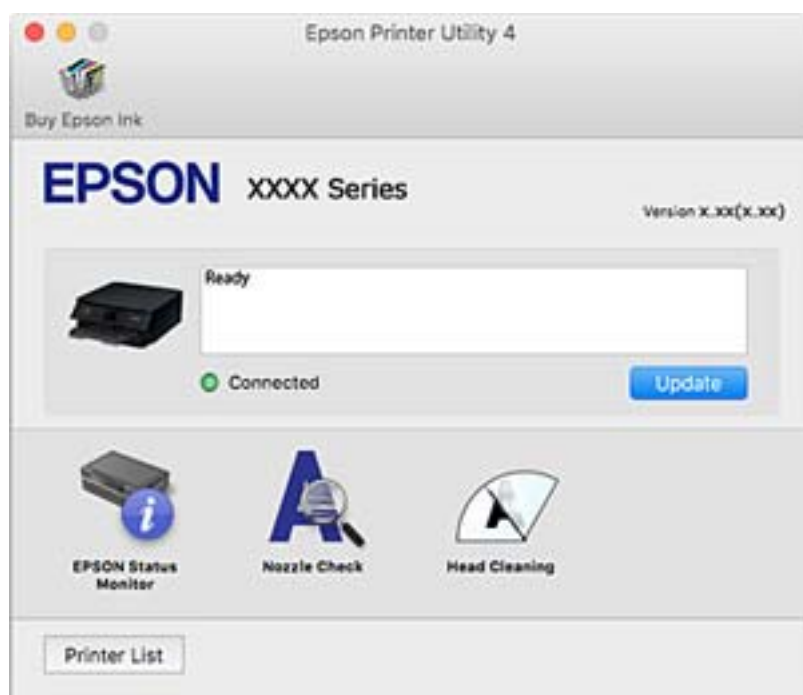 Epson Printer Utility 4
Buy Epson Ink
EPSON XXXX Series
Version x.xx(x.xx)
Ready
Connected
Update
EPSON Status
Monitor
Nozzle Check
Head Cleaning
Printer List